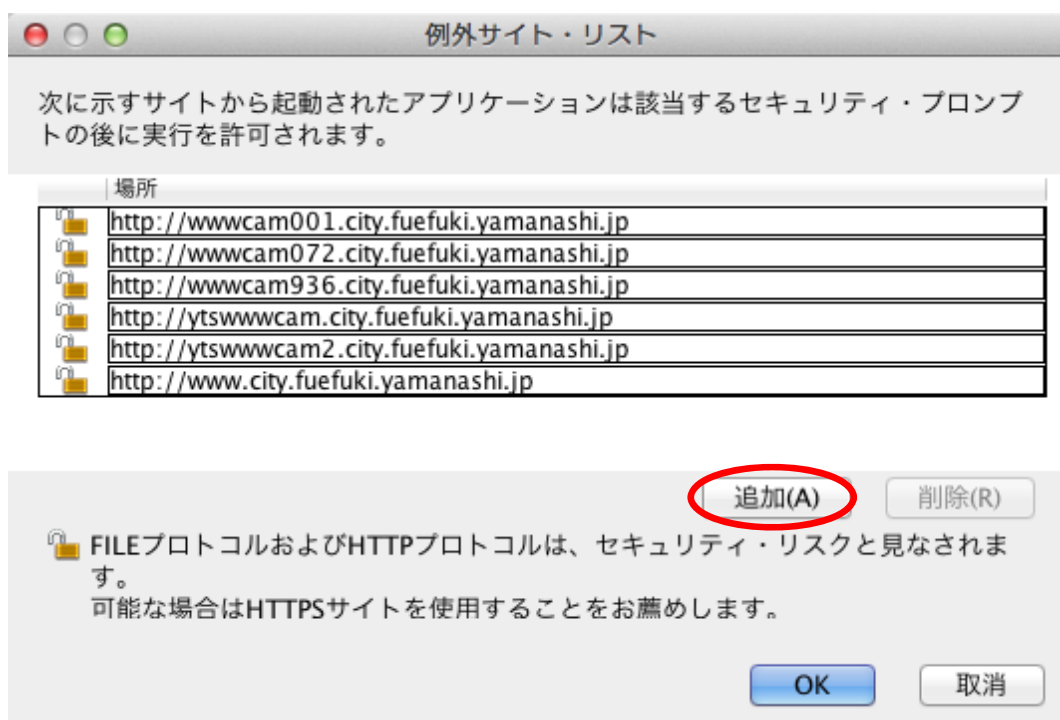 例外サイト・リスト
次に示すサイトから起動されたアプリケーションは該当するセキュリティ・プロンプ
トの後に実行を許可されます。
場所
http://wwwcam001.city.fuefuki.yamanashi.jp
http://wwwcam072.city.fuefuki.yamanashi.jp
http://wwwcam936.city.fuefuki.yamanashi.jp
http://ytswwwcam.city.fuefuki.yamanashi.jp
http://ytswwwcam2.city.fuefuki.yamanashi.jp
http://www.city.fuefuki.yamanashi.jp
追加(A) 削除(R)
FILEプロトコルおよびHTTPプロトコルは、セキュリティ・リスクと見なされま
す。
可能な場合はHTTPSサイトを使用することをお薦めします。
OK 取消